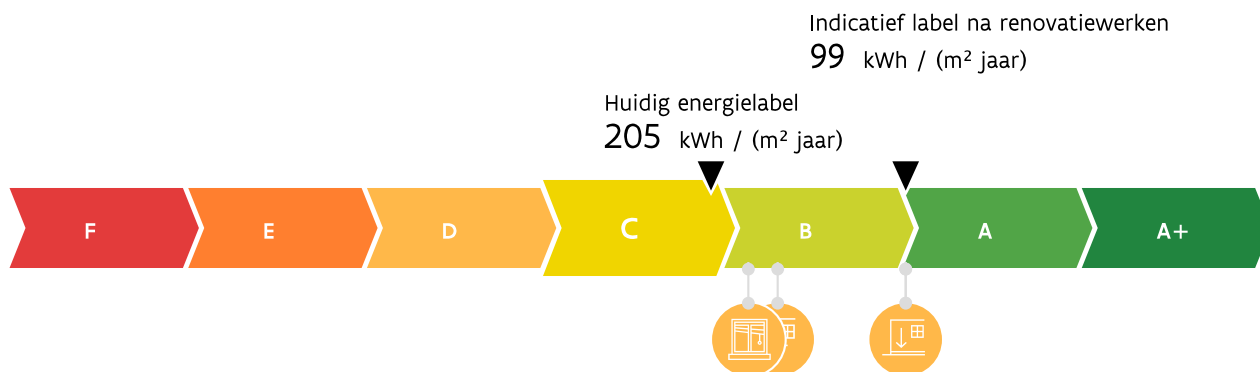 Indicatief label na renovatiewerken
99 kWh / (m² jaar)
Huidig energielabel
205 kWh / (m² jaar)
F E D C B A A+